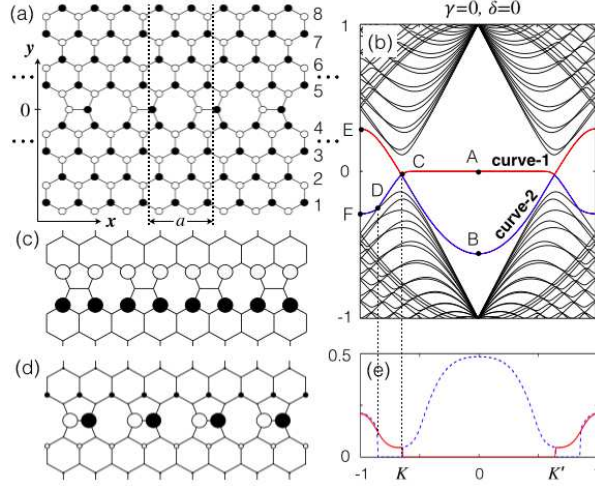 γ=0, δ=0
(a)
y
0
x
a
8
7
6
5
4
3
2
1
(b)
1
0
-1
E
F
D
C
A
B
curve-1
curve-2
(c)
(d)
(e)
0.5
0
-1
K
0
K′
1